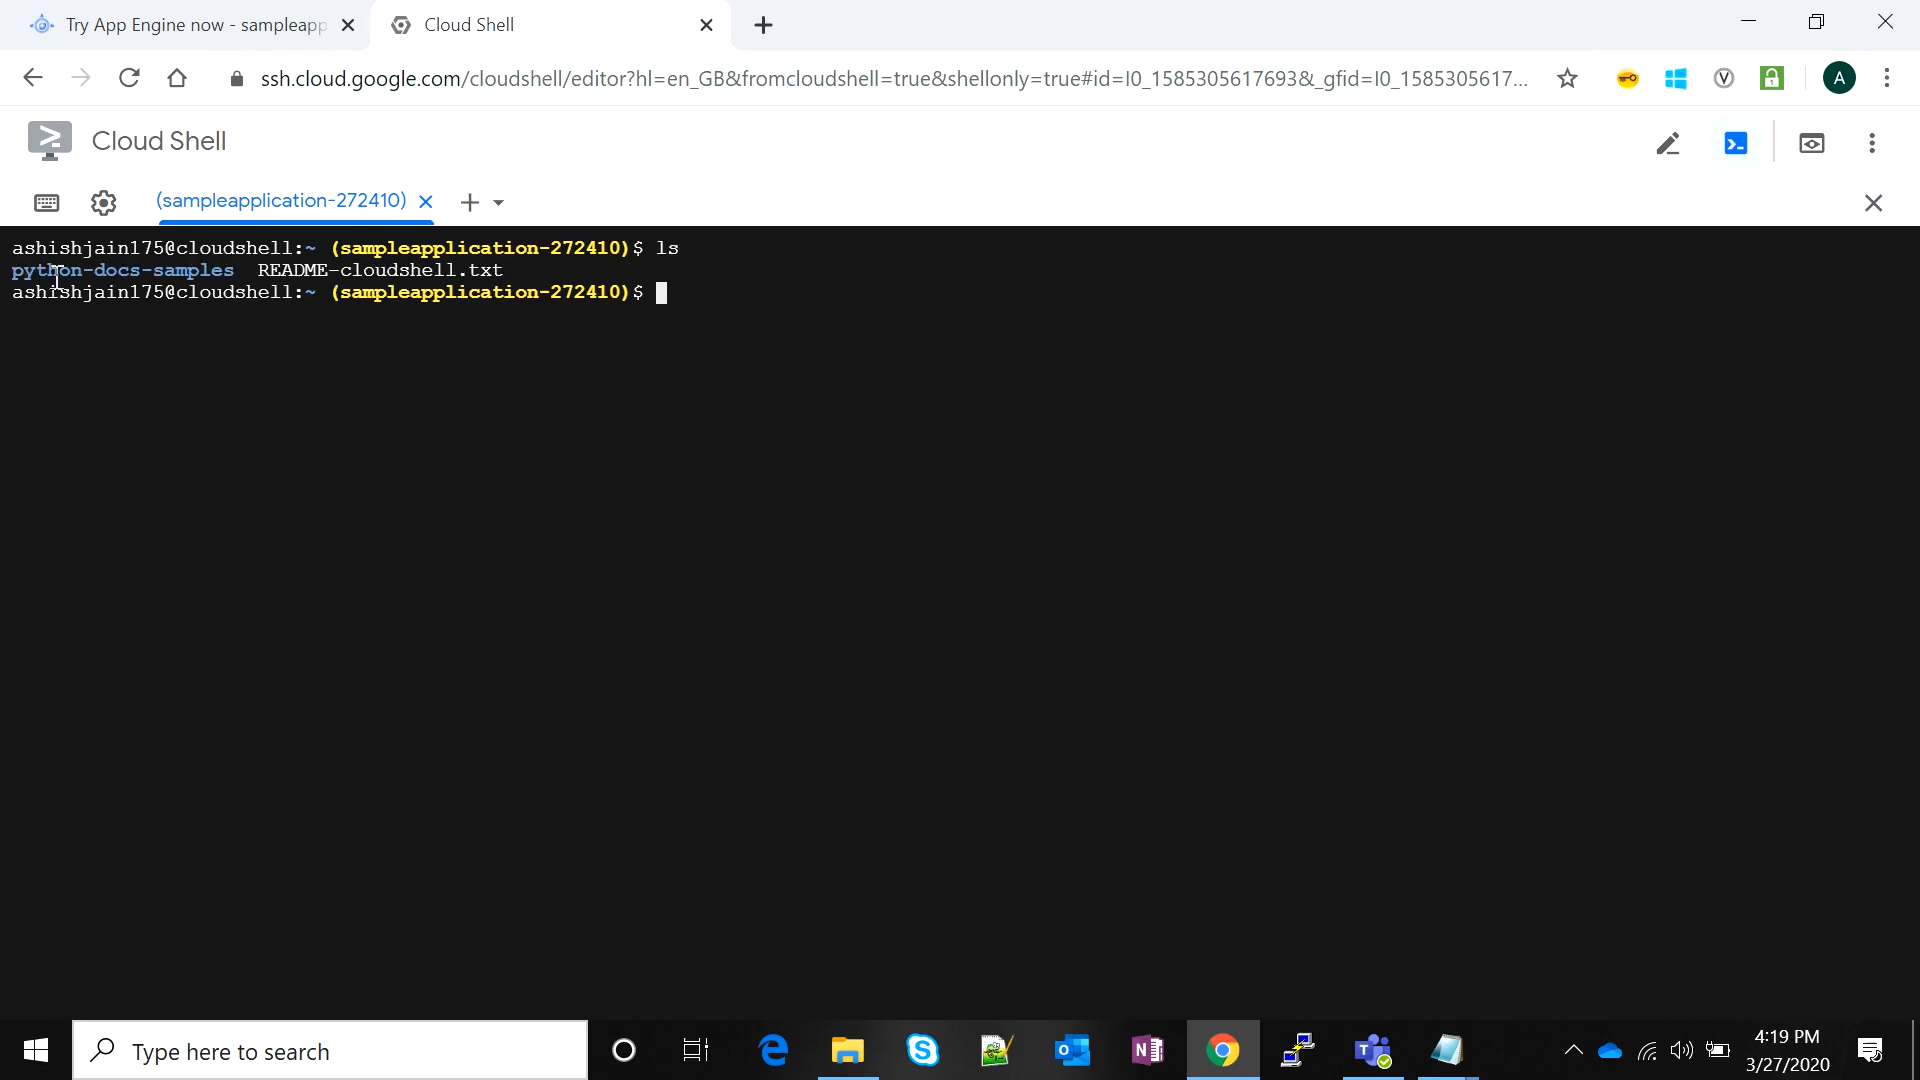 Try App Engine now - sampleapp
Cloud Shell
ssh.cloud.google.com/cloudshell/editor?hl=en_GB&fromcloudshell=true&shellonly=true#id=I0_1585305617693&_gfid=I0_1585305617...
A
Cloud Shell
(sampleapplication-272410)
ashishjain175@cloudshell:~ (sampleapplication-272410)$ ls
python-docs-samples README-cloudshell.txt
ashishjain175@cloudshell:~ (sampleapplication-272410)$
Type here to search
4:19 PM
3/27/2020